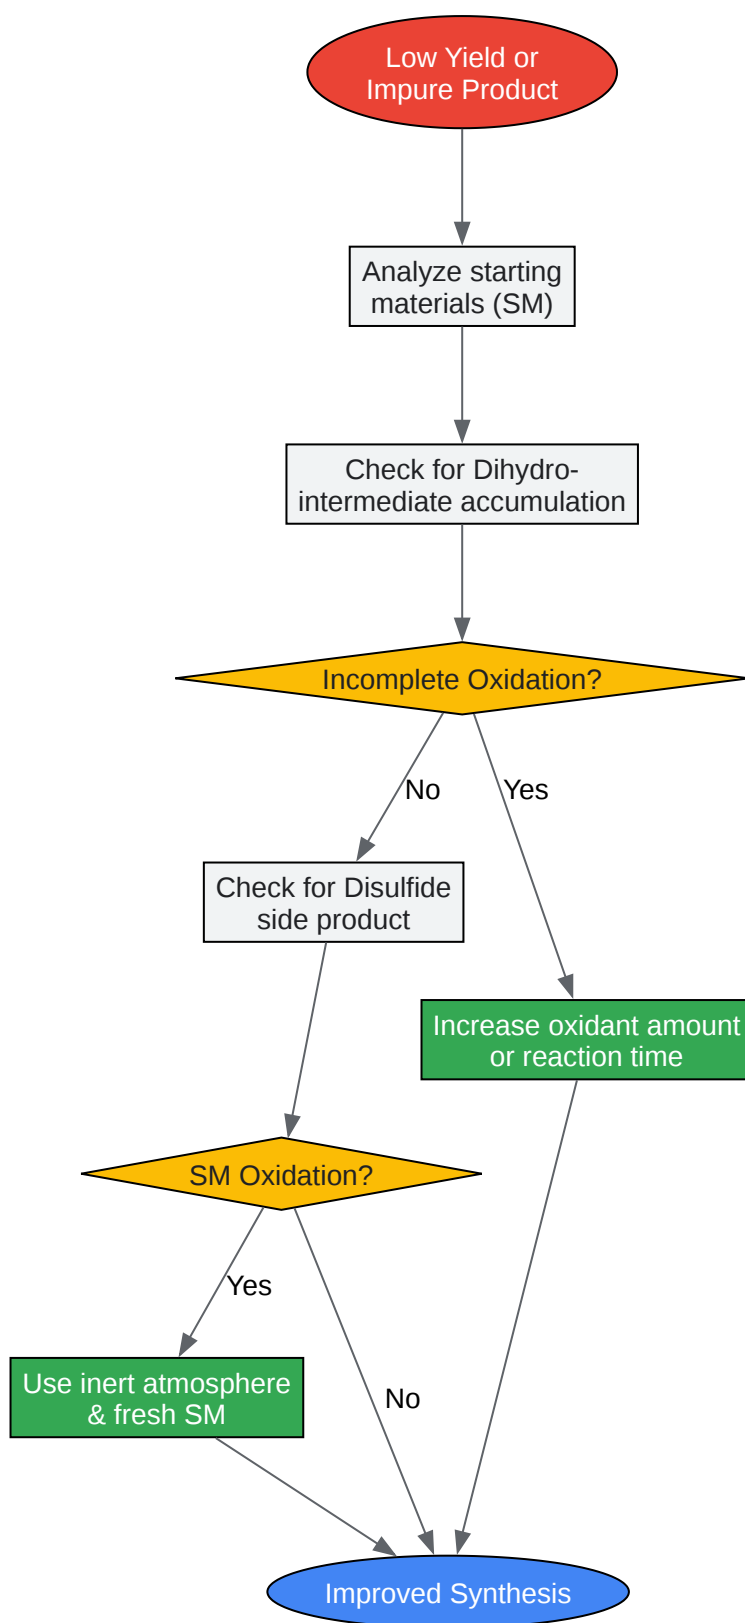 Low Yield or
Impure Product
Analyze starting
materials (SM)
Check for Dihydro-
intermediate accumulation
Incomplete Oxidation?
No
Yes
Check for Disulfide
side product
Increase oxidant amount
or reaction time
SM Oxidation?
Yes
Use inert atmosphere
& fresh SM
No
Improved Synthesis